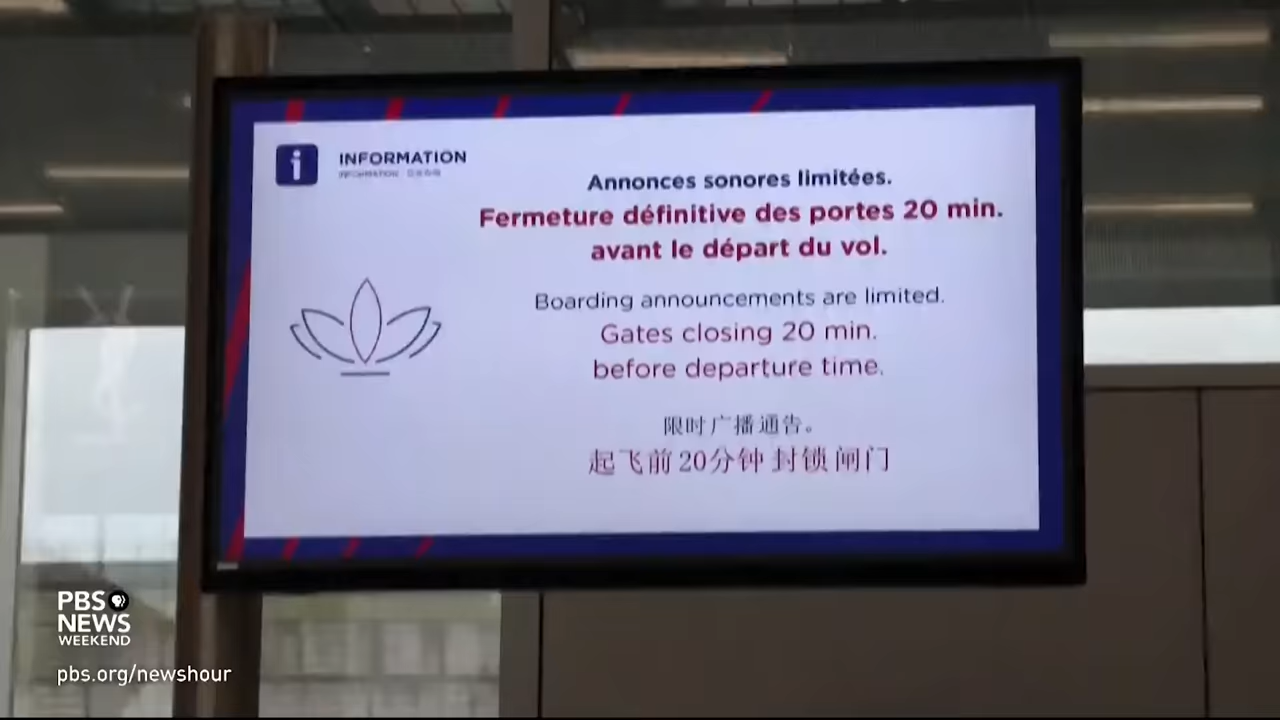 INFORMATION
INFORMATION
Annonces sonores limitées.
Fermeture définitive des portes 20 min.
avant le départ du vol.
Boarding announcements are limited.
Gates closing 20 min.
before departure time.
限时广播通告。
起飞前20分钟 封锁闸门
PBS
NEWS
WEEKEND
pbs.org/newshour